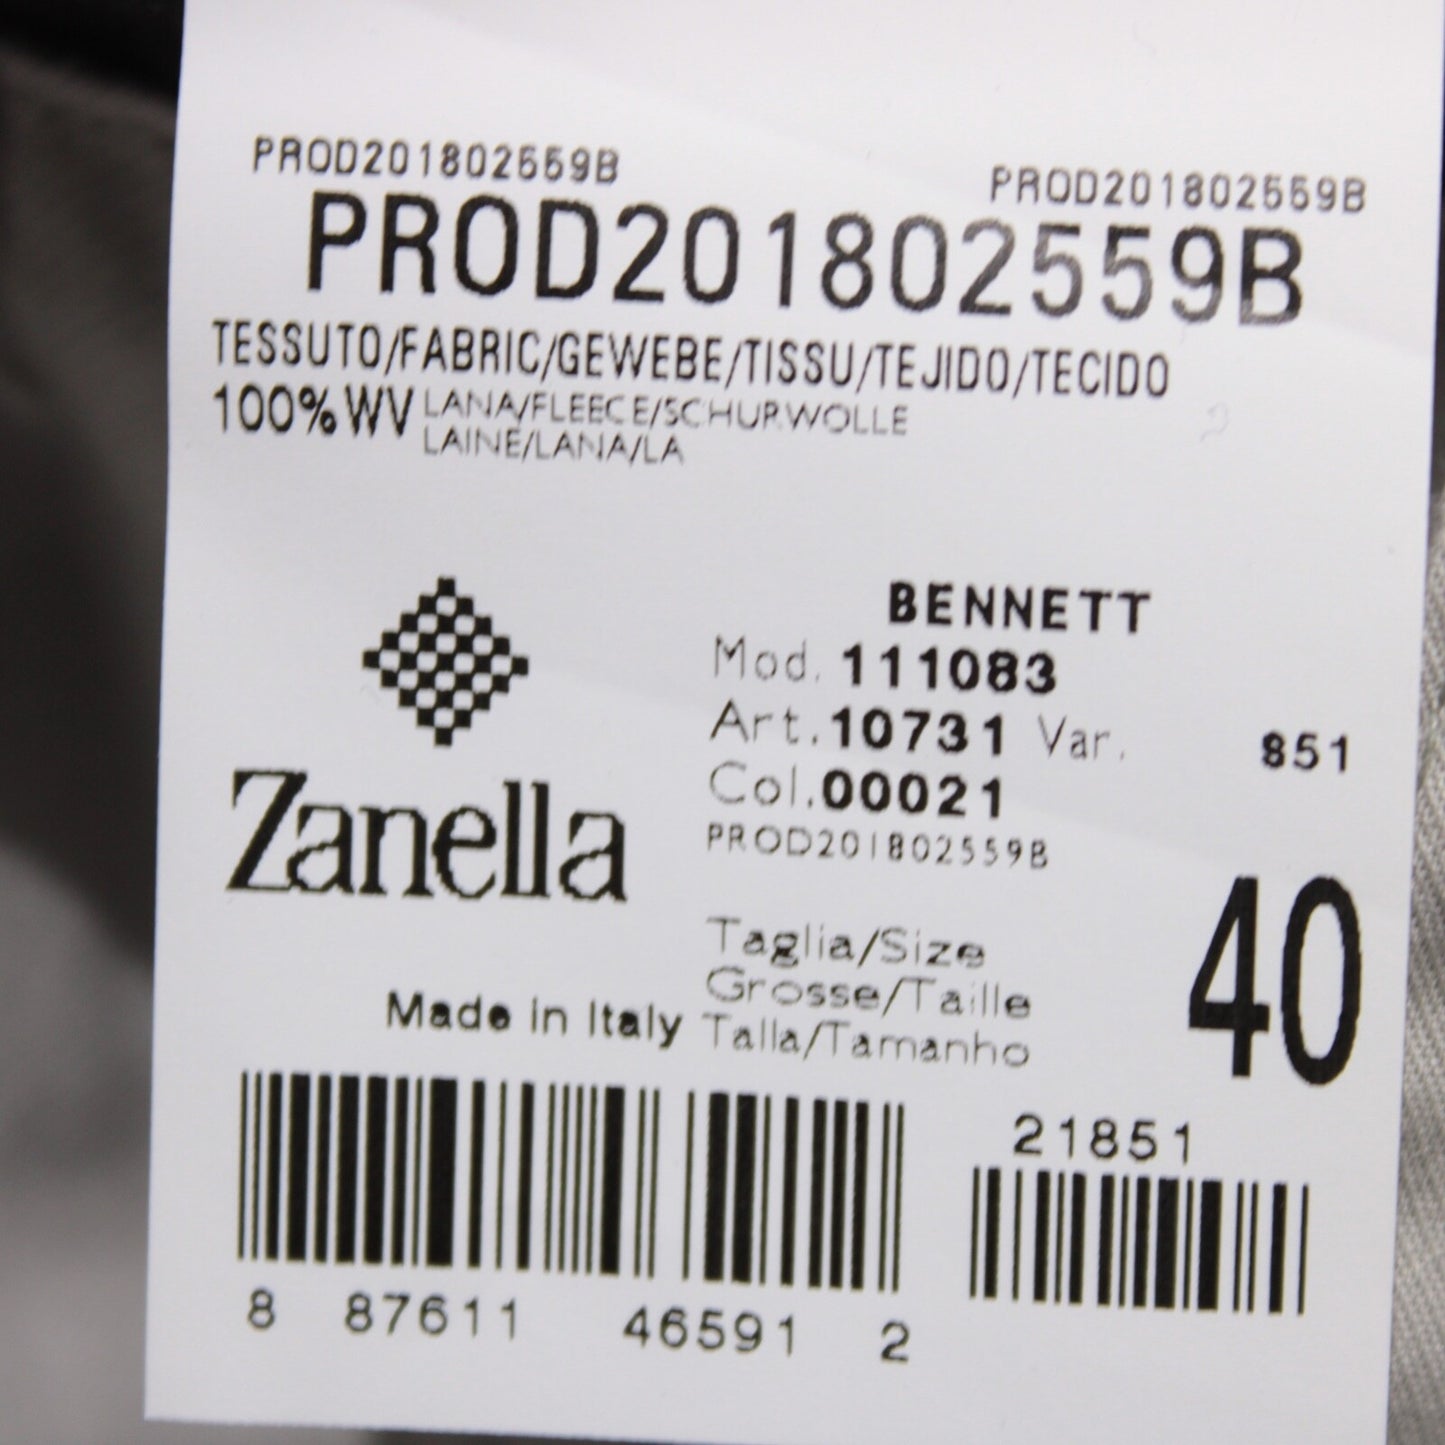 PROD201802559B
PROD201802559B
PROD201802559B
TESSUTO/FABRIC/GEWEBE/TISSU/TEJIDO/TECIDO
100% WV LANA/FLEECE/SCHURWOLLE
LAINE/LANA/LA
BENNETT
Mod. 111083
Art. 10731 Var. 851
Col. 00021
PROD201802559B
Zanella
Taglia/Size
Grosse/Taille
Talla/Tamanho
40
Made in Italy
21851
8 87611 46591 2